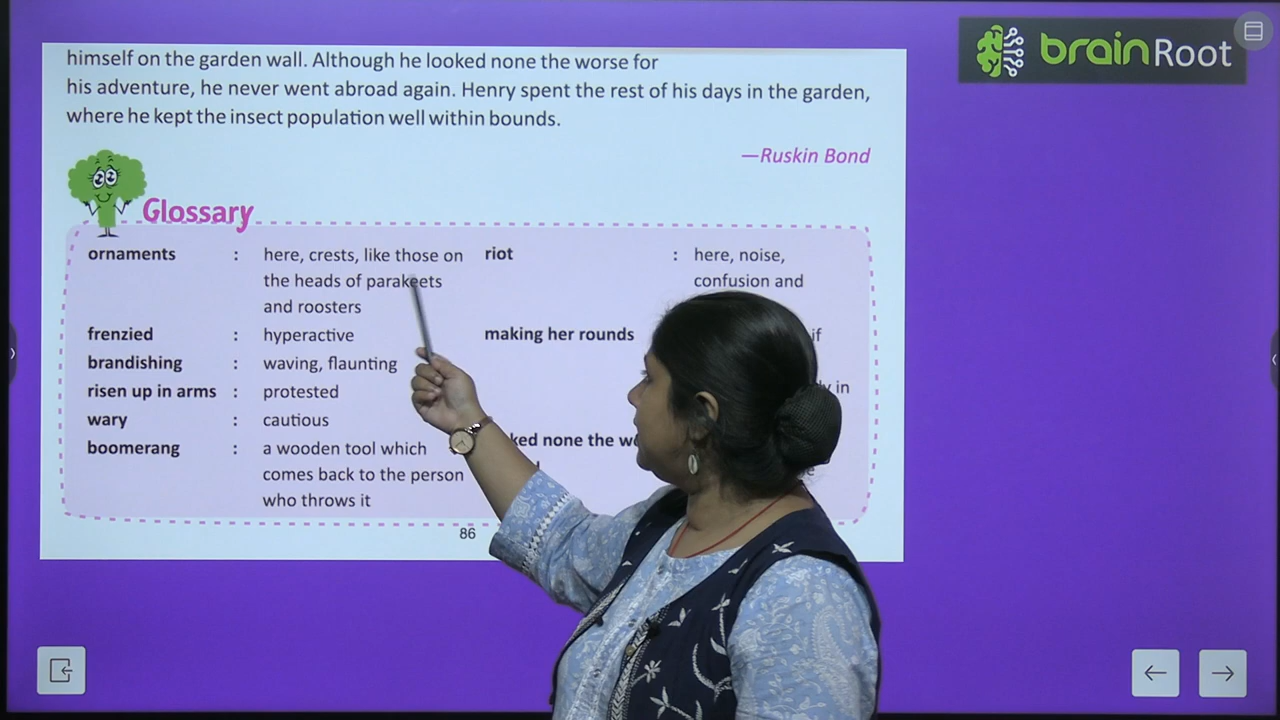 himself on the garden wall. Although he looked none the worse for
his adventure, he never went abroad again. Henry spent the rest of his days in the garden,
where he kept the insect population well within bounds.
—Ruskin Bond
brainRoot
Glossary
ornaments : here, crests, like those on
the heads of parakeets
and roosters
frenzied : hyperactive
brandishing : waving, flaunting
risen up in arms : protested
wary : cautious
boomerang : a wooden tool which
comes back to the person
who throws it
riot : here, noise,
confusion and
making her rounds
if
in
none the
86